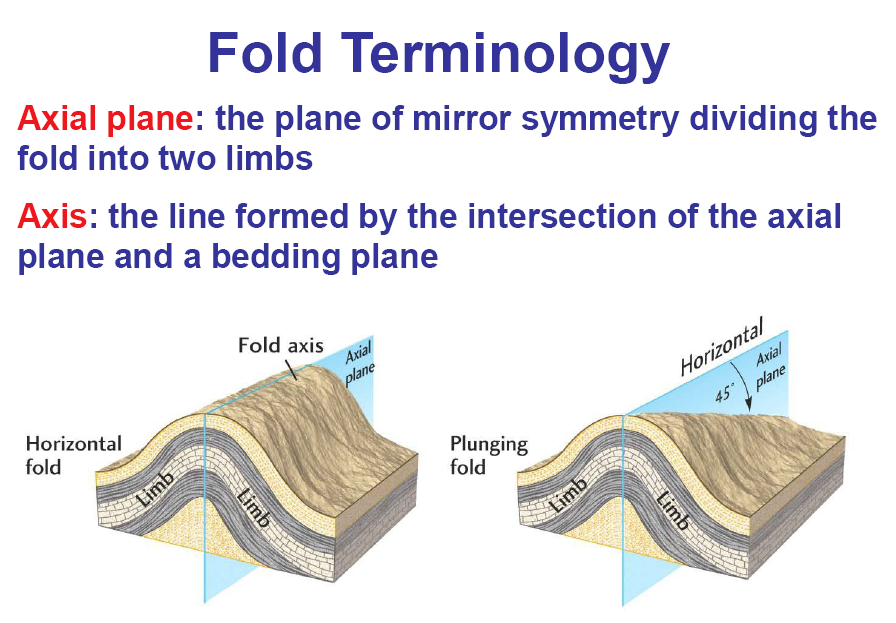 Fold Terminology
Axial plane: the plane of mirror symmetry dividing the
fold into two limbs
Axis: the line formed by the intersection of the axial
plane and a bedding plane
Fold axis
Axial
plane
Horizontal
fold
Limb
Limb
Horizontal
45°
Axial
plane
Plunging
fold
Limb
Limb